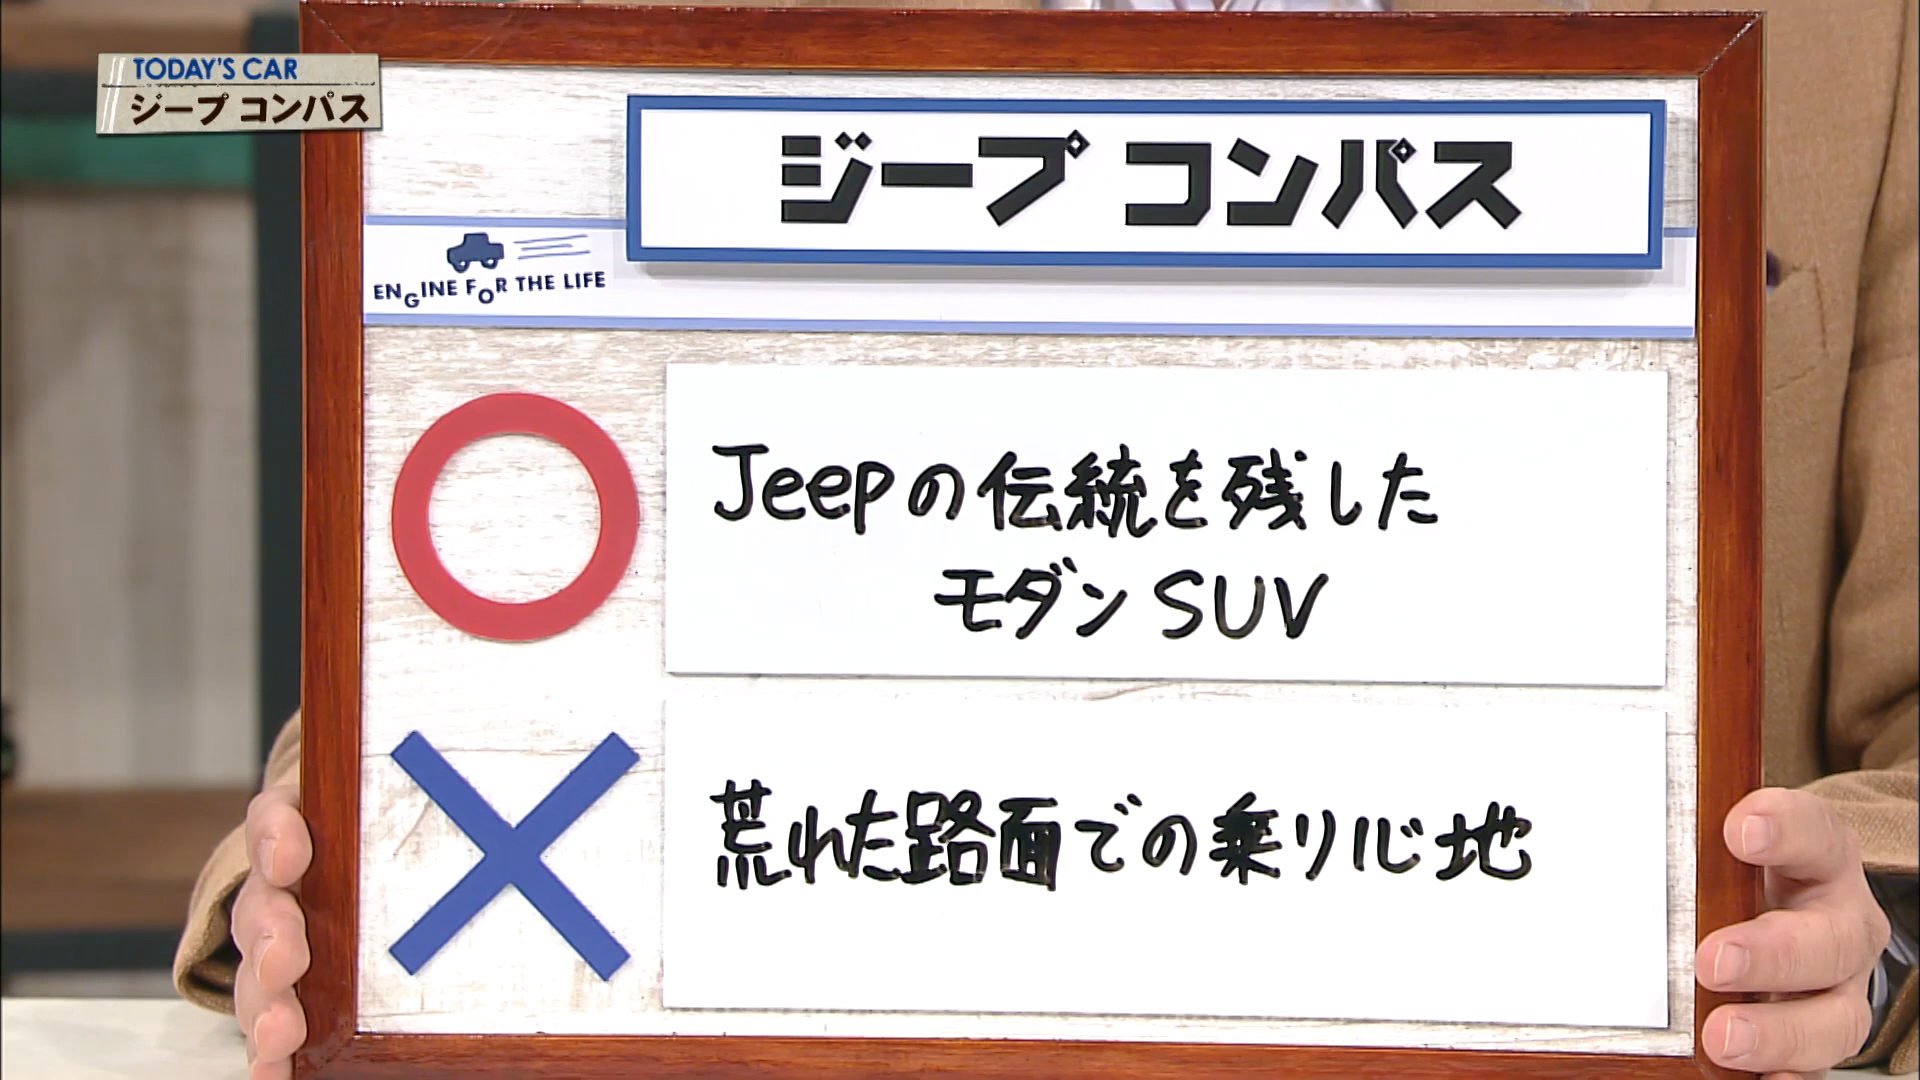 TODAY'S CAR
ジープ コンパス
ジープ コンパス
ENGINE FOR THE LIFE
Jeepの伝統を残した
モダンSUV
荒れた路面での乗り心地